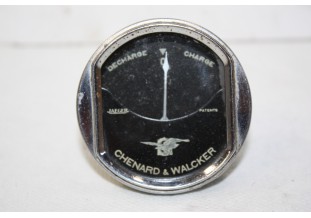 DECHARGE CHARGE
JAEGER PATENTS
CHENARD & WALCKER